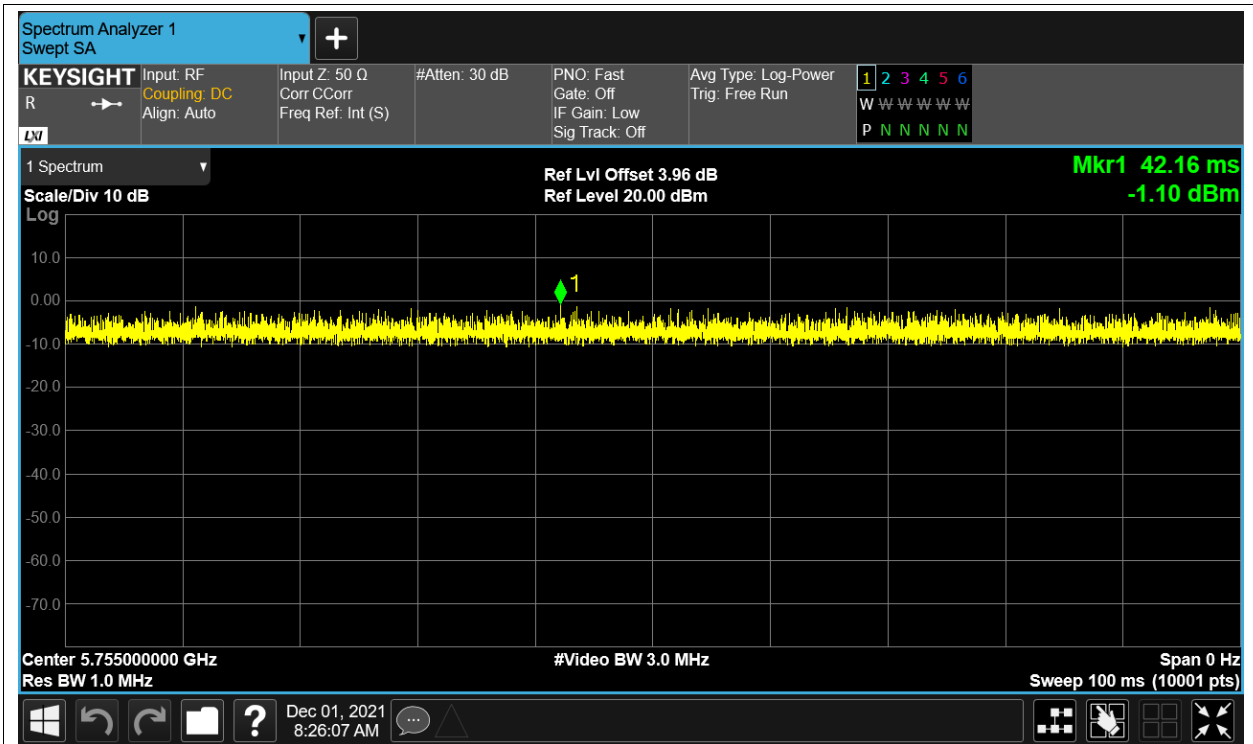 Spectrum Analyzer 1
Swept SA
KEYSIGHT
R
LXI
Input: RF
Coupling: DC
Align: Auto
Input Z: 50 Ω
Corr CCorr
Freq Ref: Int (S)
#Atten: 30 dB
PNO: Fast
Gate: Off
IF Gain: Low
Sig Track: Off
Avg Type: Log-Power
Trig: Free Run
1 2 3 4 5 6
W W W W W W
P N N N N N
1 Spectrum
Scale/Div 10 dB
Log
Ref Lvl Offset 3.96 dB
Ref Level 20.00 dBm
Mkr1 42.16 ms
-1.10 dBm
10.0
0.00
-10.0
-20.0
-30.0
-40.0
-50.0
-60.0
-70.0
1
Center 5.755000000 GHz
Res BW 1.0 MHz
#Video BW 3.0 MHz
Span 0 Hz
Sweep 100 ms (10001 pts)
?
Dec 01, 2021
8:26:07 AM